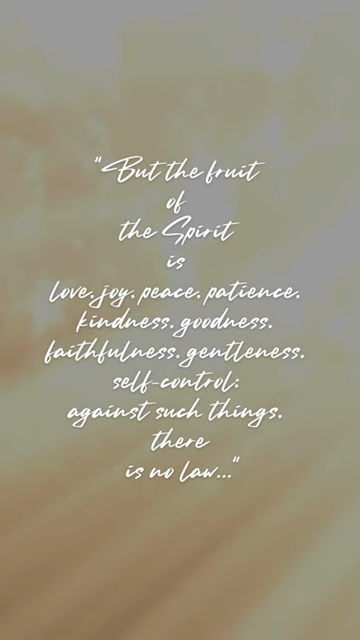 "But the fruit
of
the Spirit
is
love. joy. peace. patience.
kindness. goodness.
faithfulness. gentleness.
self-control:
against such things.
there
is no law..."